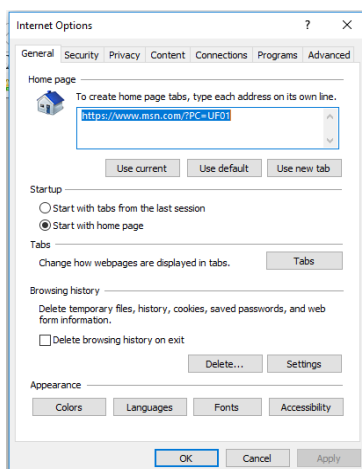 Internet Options ? X
General Security Privacy Content Connections Programs Advanced
Home page
To create home page tabs, type each address on its own line.
https://www.msn.com/?PC=UF01
Use current Use default Use new tab
Startup
Start with tabs from the last session
Start with home page
Tabs
Change how webpages are displayed in tabs. Tabs
Browsing history
Delete temporary files, history, cookies, saved passwords, and web
form information.
Delete browsing history on exit
Delete... Settings
Appearance
Colors Languages Fonts Accessibility
OK Cancel Apply